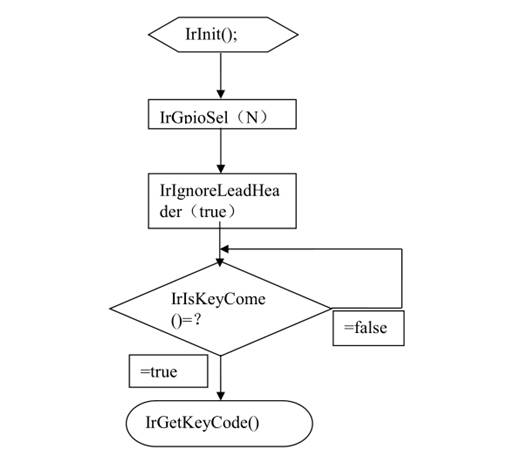 IrInit();
IrGpioSel（N）
IrIgnoreLeadHea
der（true）
IrIsKeyCome
()=?
=false
=true
IrGetKeyCode()